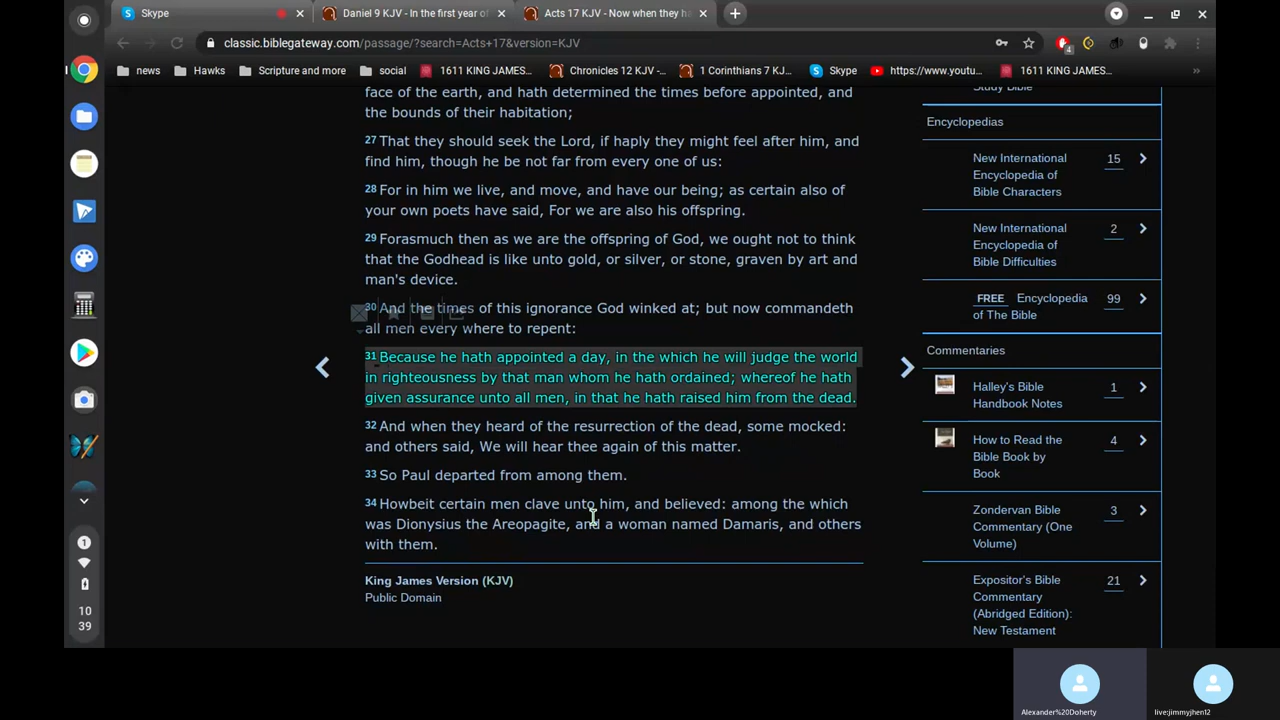 Skype
Daniel 9 KJV - In the first year of
Acts 17 KJV - Now when they h
classic.biblegateway.com/passage/?search=Acts+17&version=KJV
4
news
Hawks
Scripture and more
social
1611 KING JAMES...
Chronicles 12 KJV -...
1 Corinthians 7 KJ...
Skype
https://www.youtu...
1611 KING JAMES...
»
face of the earth, and hath determined the times before appointed, and
the bounds of their habitation;
27 That they should seek the Lord, if haply they might feel after him, and
find him, though he be not far from every one of us:
28 For in him we live, and move, and have our being; as certain also of
your own poets have said, For we are also his offspring.
29 Forasmuch then as we are the offspring of God, we ought not to think
that the Godhead is like unto gold, or silver, or stone, graven by art and
man's device.
30 And the times of this ignorance God winked at; but now commandeth
all men every where to repent:
31 Because he hath appointed a day, in the which he will judge the world
in righteousness by that man whom he hath ordained; whereof he hath
given assurance unto all men, in that he hath raised him from the dead.
32 And when they heard of the resurrection of the dead, some mocked:
and others said, We will hear thee again of this matter.
33 So Paul departed from among them.
34 Howbeit certain men clave unto him, and believed: among the which
was Dionysius the Areopagite, and a woman named Damaris, and others
with them.
King James Version (KJV)
Public Domain
Study Bible
Encyclopedias
New International 15
Encyclopedia of
Bible Characters
New International 2
Encyclopedia of
Bible Difficulties
FREE Encyclopedia 99
of The Bible
Commentaries
Halley's Bible 1
Handbook Notes
How to Read the 4
Bible Book by
Book
Zondervan Bible 3
Commentary (One
Volume)
Expositor's Bible 21
Commentary
(Abridged Edition):
New Testament
1
10
39
Alexander%20Doherty
live:jimmyjhen12